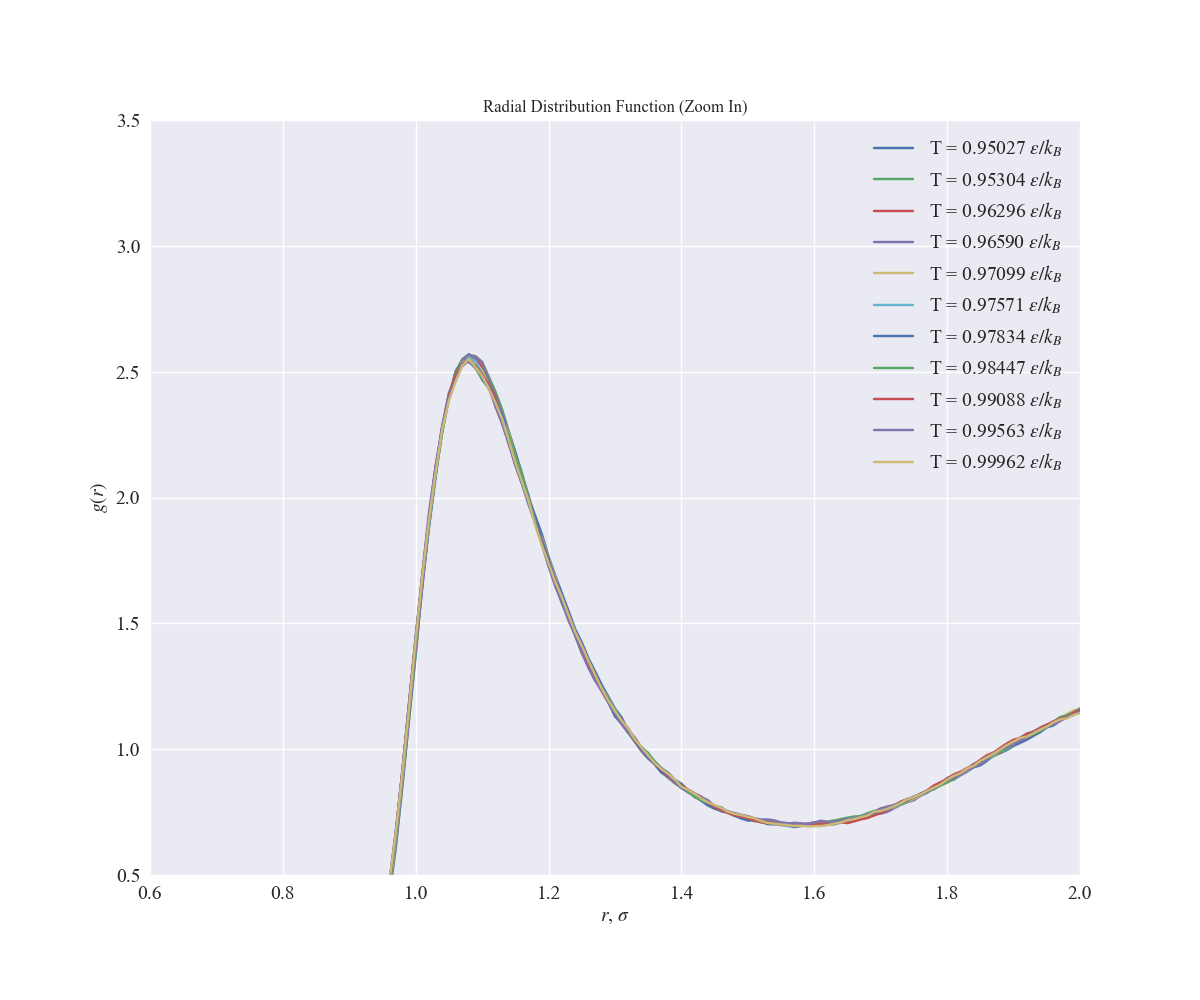 Radial Distribution Function (Zoom In)
3.5
3.0
2.5
2.0
1.5
1.0
0.5
g(r)
T = 0.95027 ε/k_B
T = 0.95304 ε/k_B
T = 0.96296 ε/k_B
T = 0.96590 ε/k_B
T = 0.97099 ε/k_B
T = 0.97571 ε/k_B
T = 0.97834 ε/k_B
T = 0.98447 ε/k_B
T = 0.99088 ε/k_B
T = 0.99563 ε/k_B
T = 0.99962 ε/k_B
0.6 0.8 1.0 1.2 1.4 1.6 1.8 2.0
r, σ